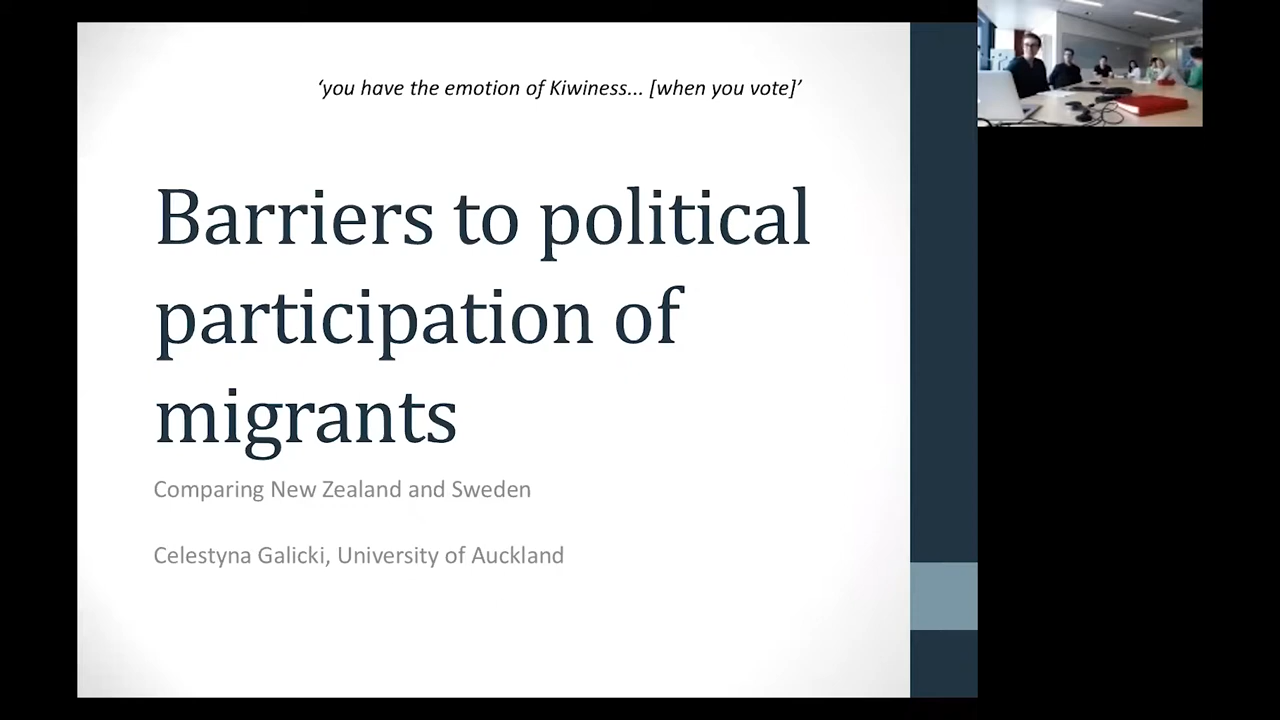 ‘you have the emotion of Kiwiness... [when you vote]’
Barriers to political
participation of
migrants
Comparing New Zealand and Sweden
Celestyna Galicki, University of Auckland